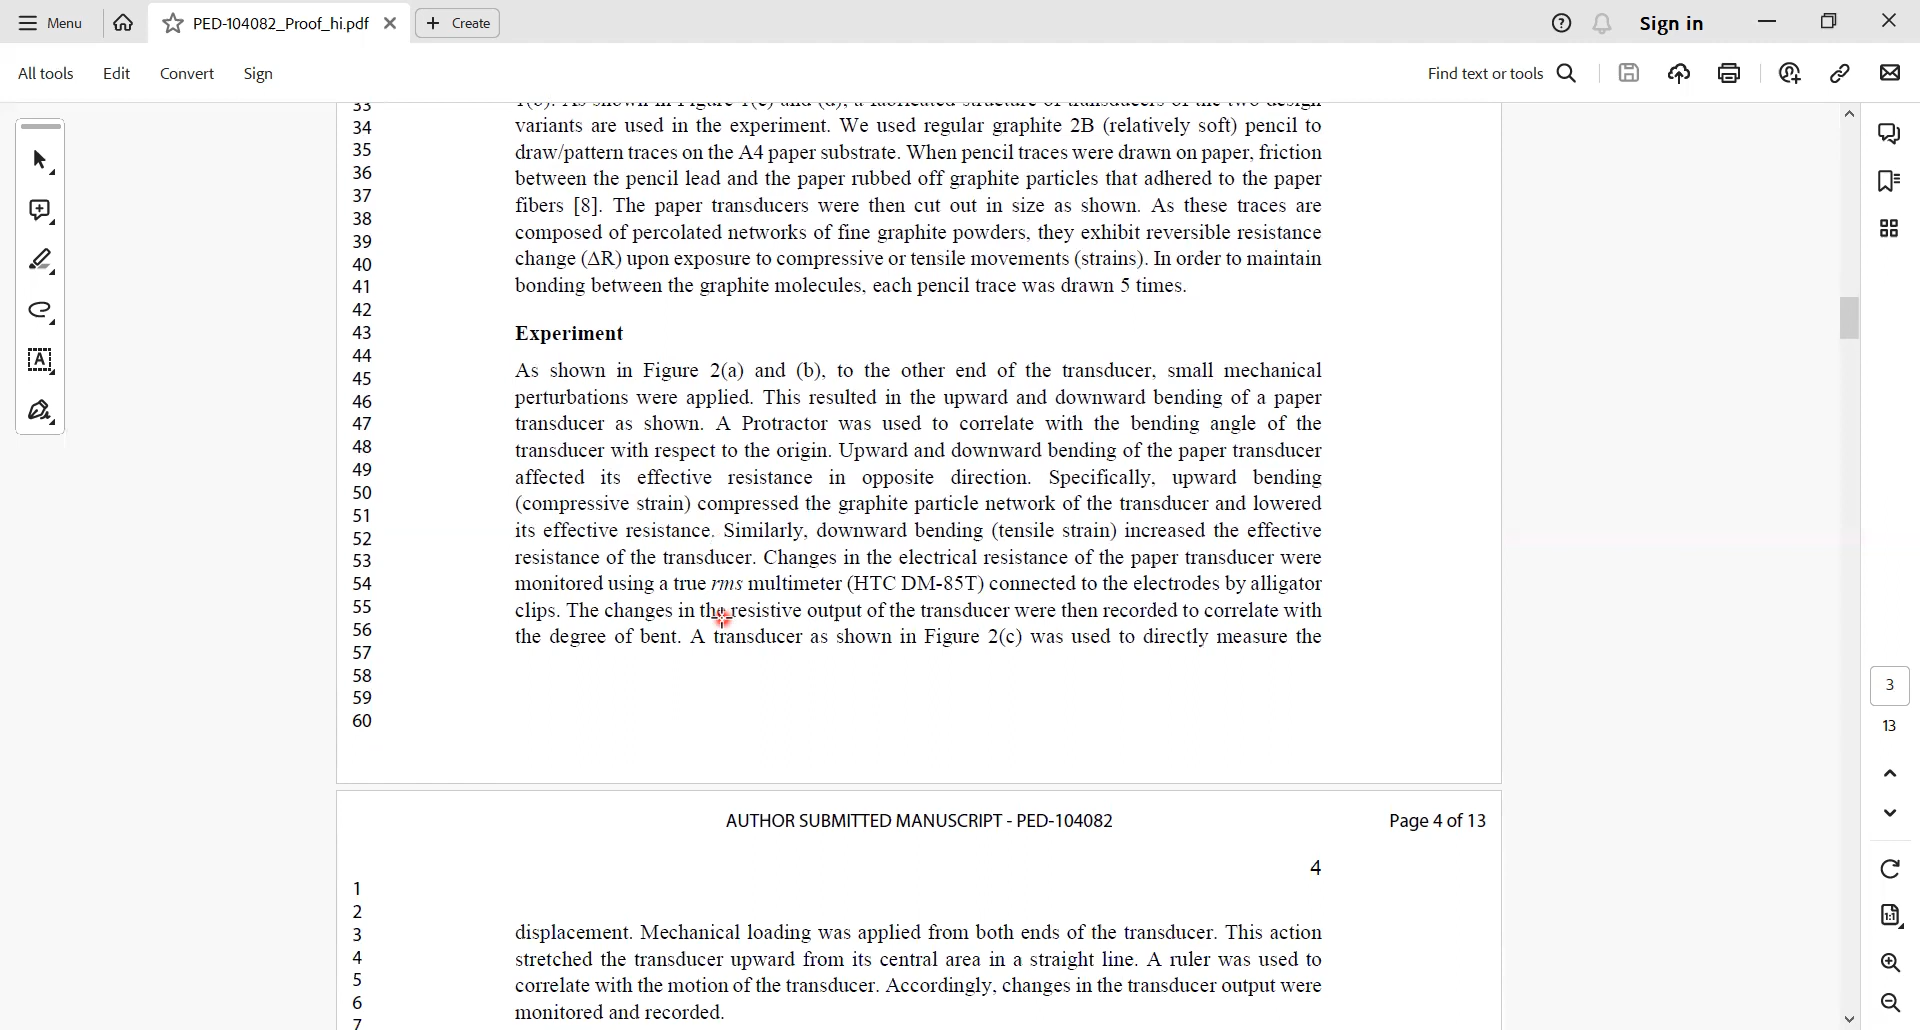 Menu
PED-104082_Proof_hi.pdf
Create
Sign in
All tools
Edit
Convert
Sign
Find text or tools
33
34
35
36
37
38
39
40
41
42
43
44
45
46
47
48
49
50
51
52
53
54
55
56
57
58
59
60
1(b). As shown in Figure 1(c) and (d), a fabricated structure of transducers of the two design
variants are used in the experiment. We used regular graphite 2B (relatively soft) pencil to
draw/pattern traces on the A4 paper substrate. When pencil traces were drawn on paper, friction
between the pencil lead and the paper rubbed off graphite particles that adhered to the paper
fibers [8]. The paper transducers were then cut out in size as shown. As these traces are
composed of percolated networks of fine graphite powders, they exhibit reversible resistance
change (ΔR) upon exposure to compressive or tensile movements (strains). In order to maintain
bonding between the graphite molecules, each pencil trace was drawn 5 times.
Experiment
As shown in Figure 2(a) and (b), to the other end of the transducer, small mechanical
perturbations were applied. This resulted in the upward and downward bending of a paper
transducer as shown. A Protractor was used to correlate with the bending angle of the
transducer with respect to the origin. Upward and downward bending of the paper transducer
affected its effective resistance in opposite direction. Specifically, upward bending
(compressive strain) compressed the graphite particle network of the transducer and lowered
its effective resistance. Similarly, downward bending (tensile strain) increased the effective
resistance of the transducer. Changes in the electrical resistance of the paper transducer were
monitored using a true rms multimeter (HTC DM-85T) connected to the electrodes by alligator
clips. The changes in the resistive output of the transducer were then recorded to correlate with
the degree of bent. A transducer as shown in Figure 2(c) was used to directly measure the
AUTHOR SUBMITTED MANUSCRIPT - PED-104082
Page 4 of 13
4
1
2
3
4
5
6
7
displacement. Mechanical loading was applied from both ends of the transducer. This action
stretched the transducer upward from its central area in a straight line. A ruler was used to
correlate with the motion of the transducer. Accordingly, changes in the transducer output were
monitored and recorded.
3
13